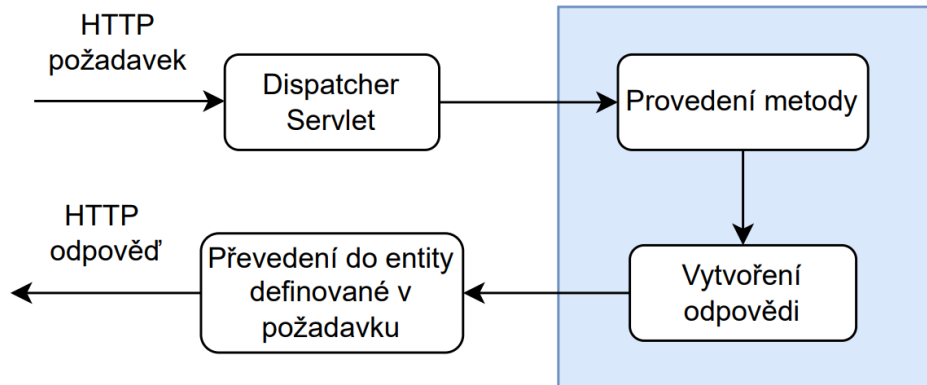 HTTP
požadavek
Dispatcher
Servlet
Provedení metody
HTTP
odpověď
Převedení do entity
definované v
požadavku
Vytvoření
odpovědi